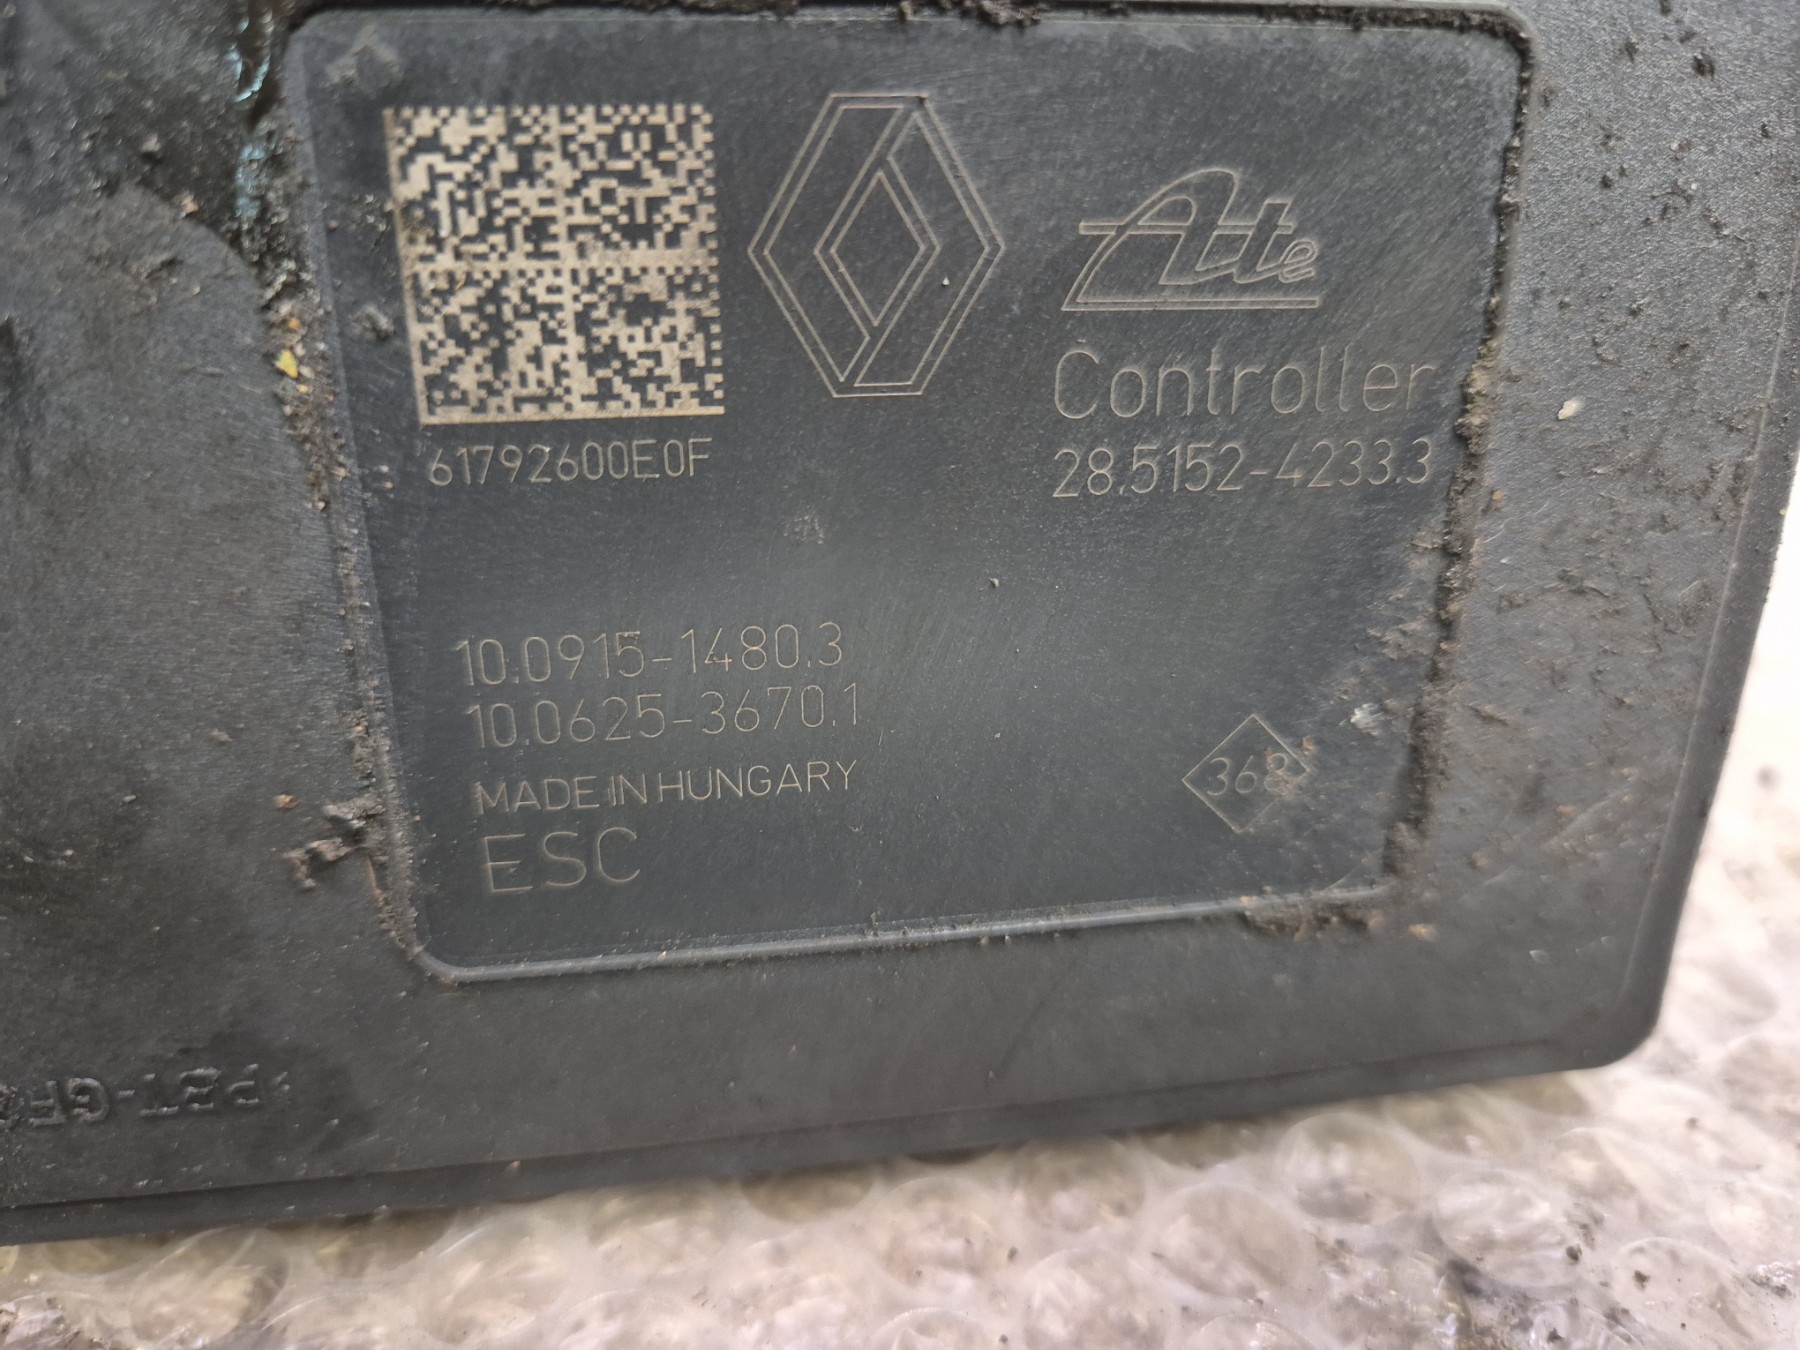 Ate
Controller
28.5152-4233.3
61792600E0F
10.0915-1480.3
10.0625-3670.1
MADE IN HUNGARY
ESC
368